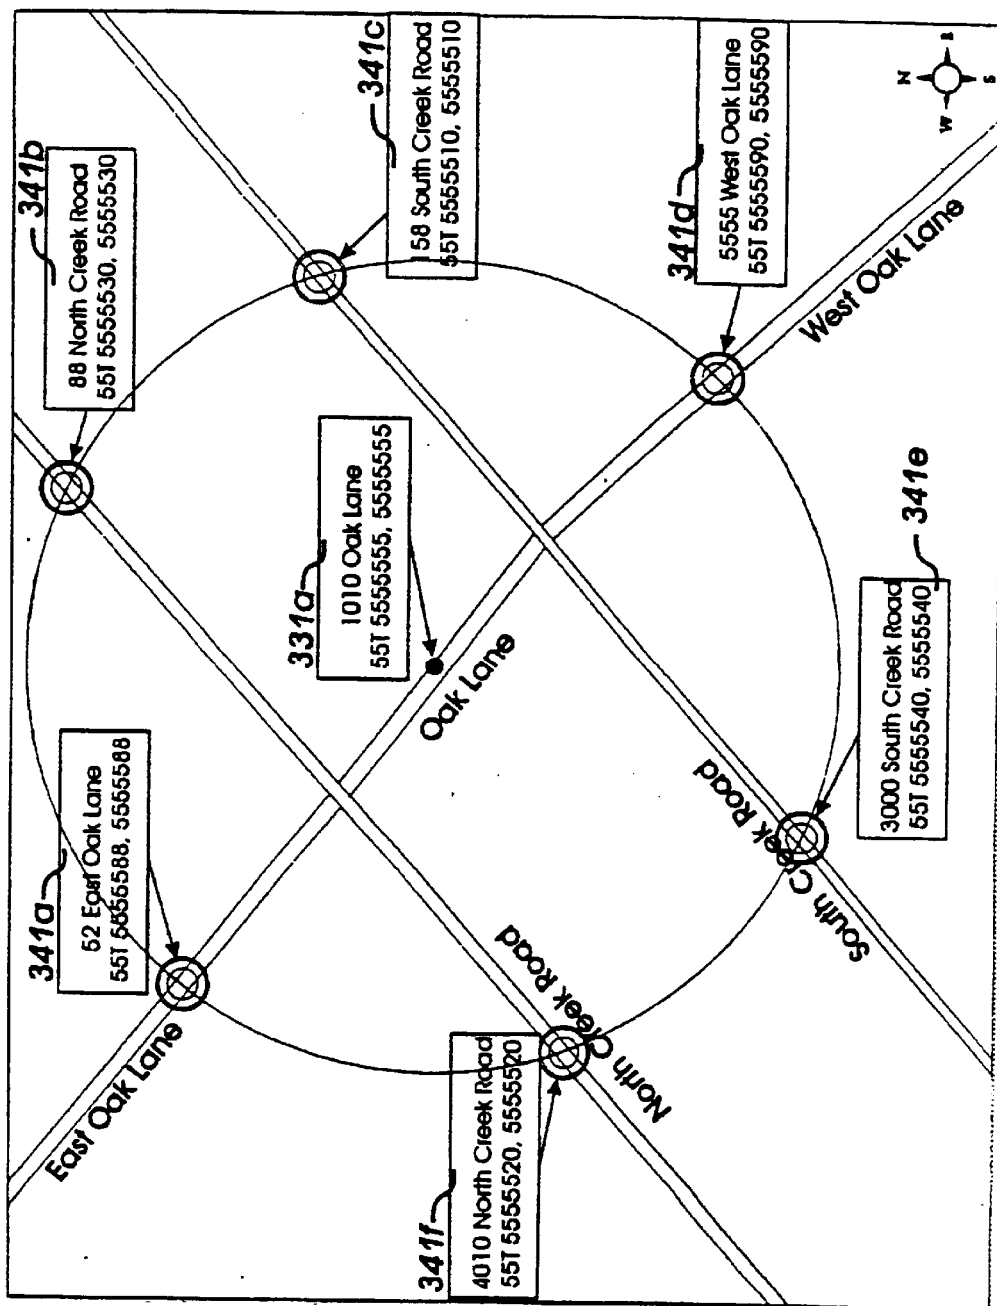 341a
52 East Oak Lane
55T 5555588, 5555588
341b
88 North Creek Road
55T 5555530, 5555530
East Oak Lane
341c
158 South Creek Road
55T 5555510, 5555510
331a
1010 Oak Lane
55T 5555555, 5555555
Oak Lane
341f
4010 North Creek Road
55T 5555520, 5555520
North Creek Road
341d
5555 West Oak Lane
55T 5555590, 5555590
South Creek Road
West Oak Lane
3000 South Creek Road
55T 5555540, 5555540
341e
N
W
E
S